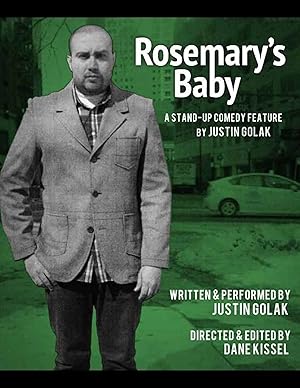 Rosemary's
Baby
A STAND-UP COMEDY FEATURE
BY JUSTIN GOLAK
WRITTEN & PERFORMED BY
JUSTIN GOLAK
DIRECTED & EDITED BY
DANE KISSEL